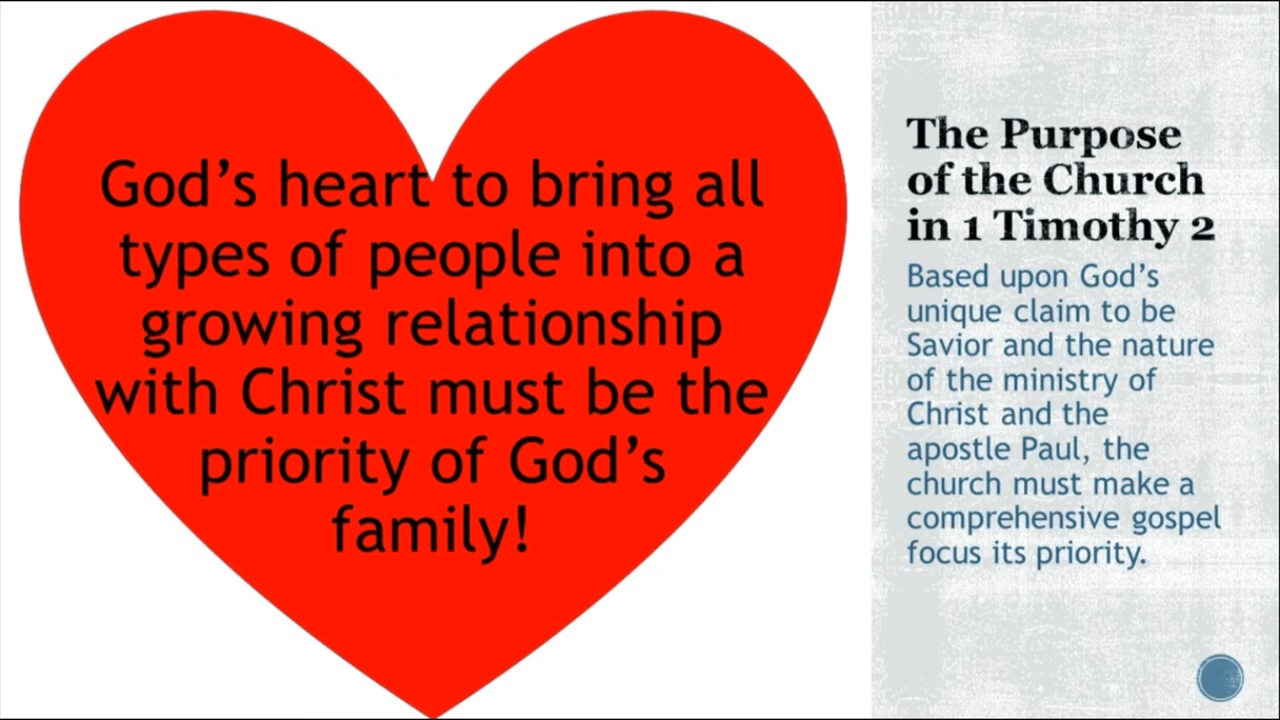 God’s heart to bring all
types of people into a
growing relationship
with Christ must be the
priority of God’s
family!
The Purpose
of the Church
in 1 Timothy 2
Based upon God’s
unique claim to be
Savior and the nature
of the ministry of
Christ and the
apostle Paul, the
church must make a
comprehensive gospel
focus its priority.